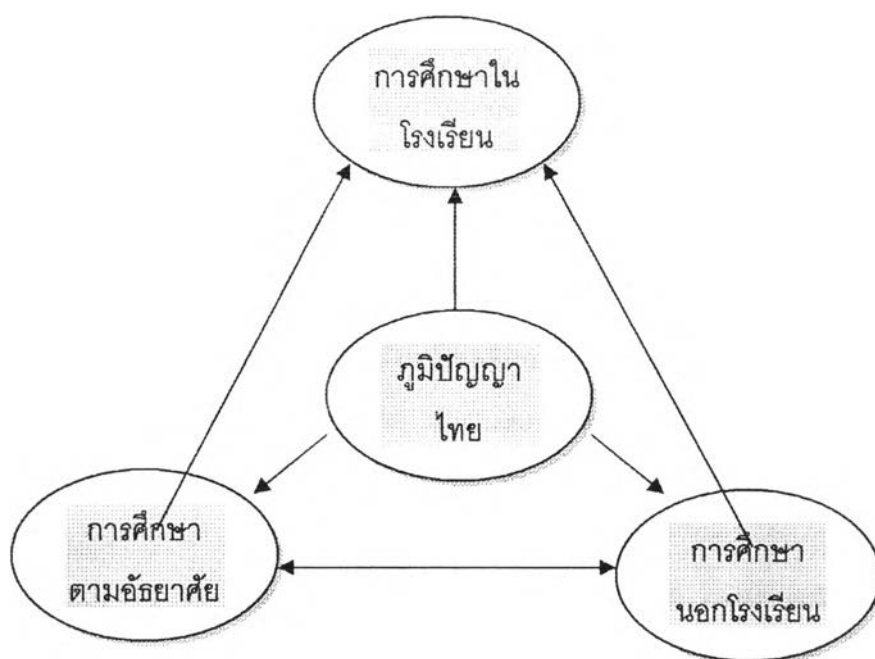 การศึกษาใน
โรงเรียน
ภูมิปัญญา
ไทย
การศึกษา
ตามอัธยาศัย
การศึกษา
นอกโรงเรียน